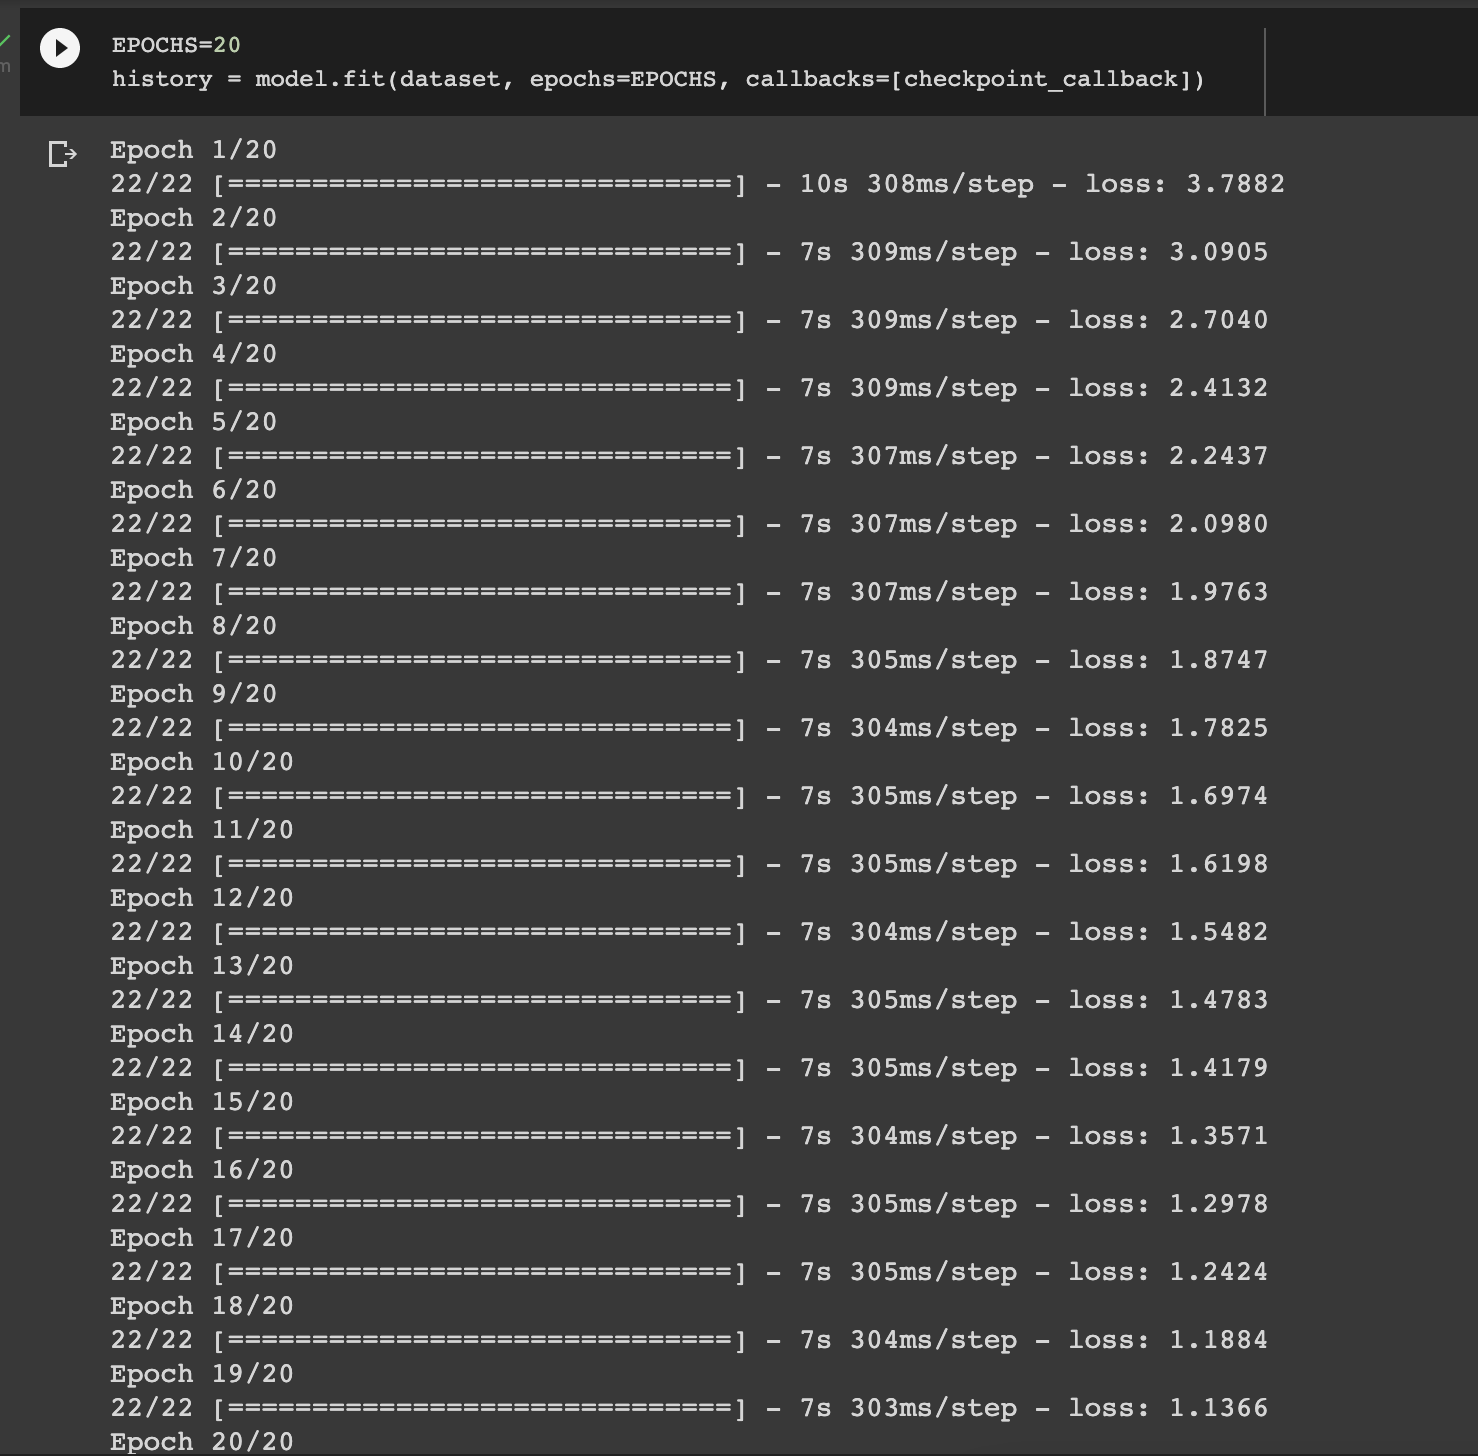 EPOCHS=20
history = model.fit(dataset, epochs=EPOCHS, callbacks=[checkpoint_callback])
m
Epoch 1/20
22/22 [==============================] - 10s 308ms/step - loss: 3.7882
Epoch 2/20
22/22 [==============================] - 7s 309ms/step - loss: 3.0905
Epoch 3/20
22/22 [==============================] - 7s 309ms/step - loss: 2.7040
Epoch 4/20
22/22 [==============================] - 7s 309ms/step - loss: 2.4132
Epoch 5/20
22/22 [==============================] - 7s 307ms/step - loss: 2.2437
Epoch 6/20
22/22 [==============================] - 7s 307ms/step - loss: 2.0980
Epoch 7/20
22/22 [==============================] - 7s 307ms/step - loss: 1.9763
Epoch 8/20
22/22 [==============================] - 7s 305ms/step - loss: 1.8747
Epoch 9/20
22/22 [==============================] - 7s 304ms/step - loss: 1.7825
Epoch 10/20
22/22 [==============================] - 7s 305ms/step - loss: 1.6974
Epoch 11/20
22/22 [==============================] - 7s 305ms/step - loss: 1.6198
Epoch 12/20
22/22 [==============================] - 7s 304ms/step - loss: 1.5482
Epoch 13/20
22/22 [==============================] - 7s 305ms/step - loss: 1.4783
Epoch 14/20
22/22 [==============================] - 7s 305ms/step - loss: 1.4179
Epoch 15/20
22/22 [==============================] - 7s 304ms/step - loss: 1.3571
Epoch 16/20
22/22 [==============================] - 7s 305ms/step - loss: 1.2978
Epoch 17/20
22/22 [==============================] - 7s 305ms/step - loss: 1.2424
Epoch 18/20
22/22 [==============================] - 7s 304ms/step - loss: 1.1884
Epoch 19/20
22/22 [==============================] - 7s 303ms/step - loss: 1.1366
Epoch 20/20